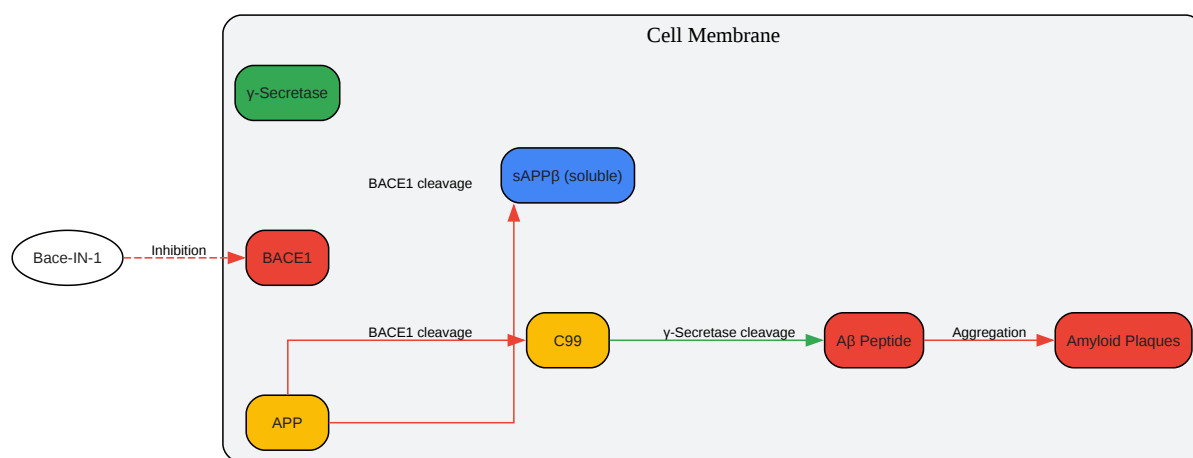 Cell Membrane
γ-Secretase
sAPPβ (soluble)
BACE1 cleavage
Bace-IN-1
Inhibition
BACE1
BACE1 cleavage
C99
γ-Secretase cleavage
Aβ Peptide
Aggregation
Amyloid Plaques
APP